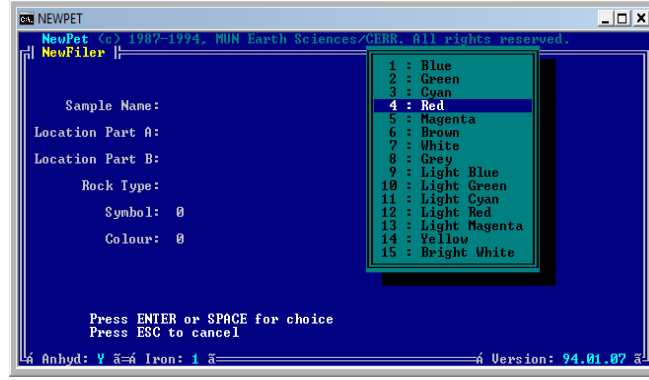 NEWPET
NewPet (c) 1987-1994, MUN Earth Sciences/CERR. All rights reserved.
NewFiler
1 : Blue
2 : Green
3 : Cyan
4 : Red
5 : Magenta
6 : Brown
7 : White
8 : Grey
9 : Light Blue
10 : Light Green
11 : Light Cyan
12 : Light Red
13 : Light Magenta
14 : Yellow
15 : Bright White
Sample Name:
Location Part A:
Location Part B:
Rock Type:
Symbol: 0
Colour: 0
Press ENTER or SPACE for choice
Press ESC to cancel
á Anhyd: Y ã=á Iron: 1 ã
á Version: 94.01.07 ã